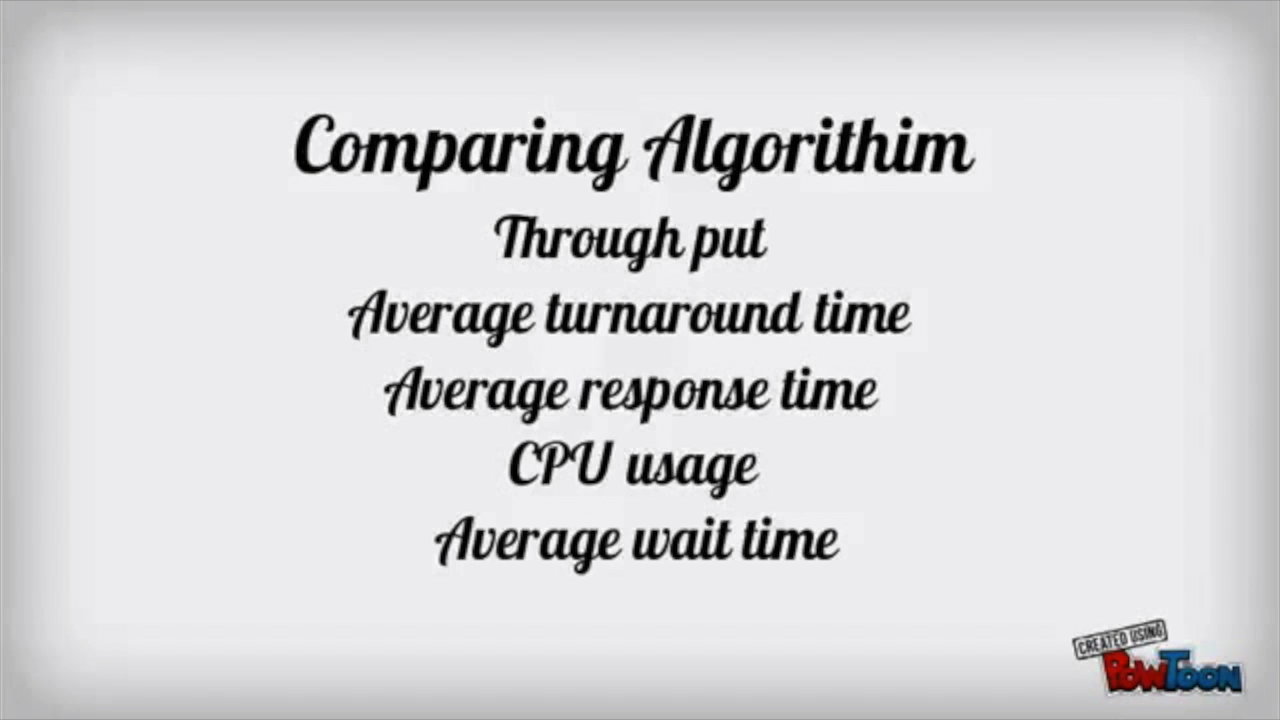 Comparing Algorithim
Through put
Average turnaround time
Average response time
CPU usage
Average wait time
CREATED USING
PowToon